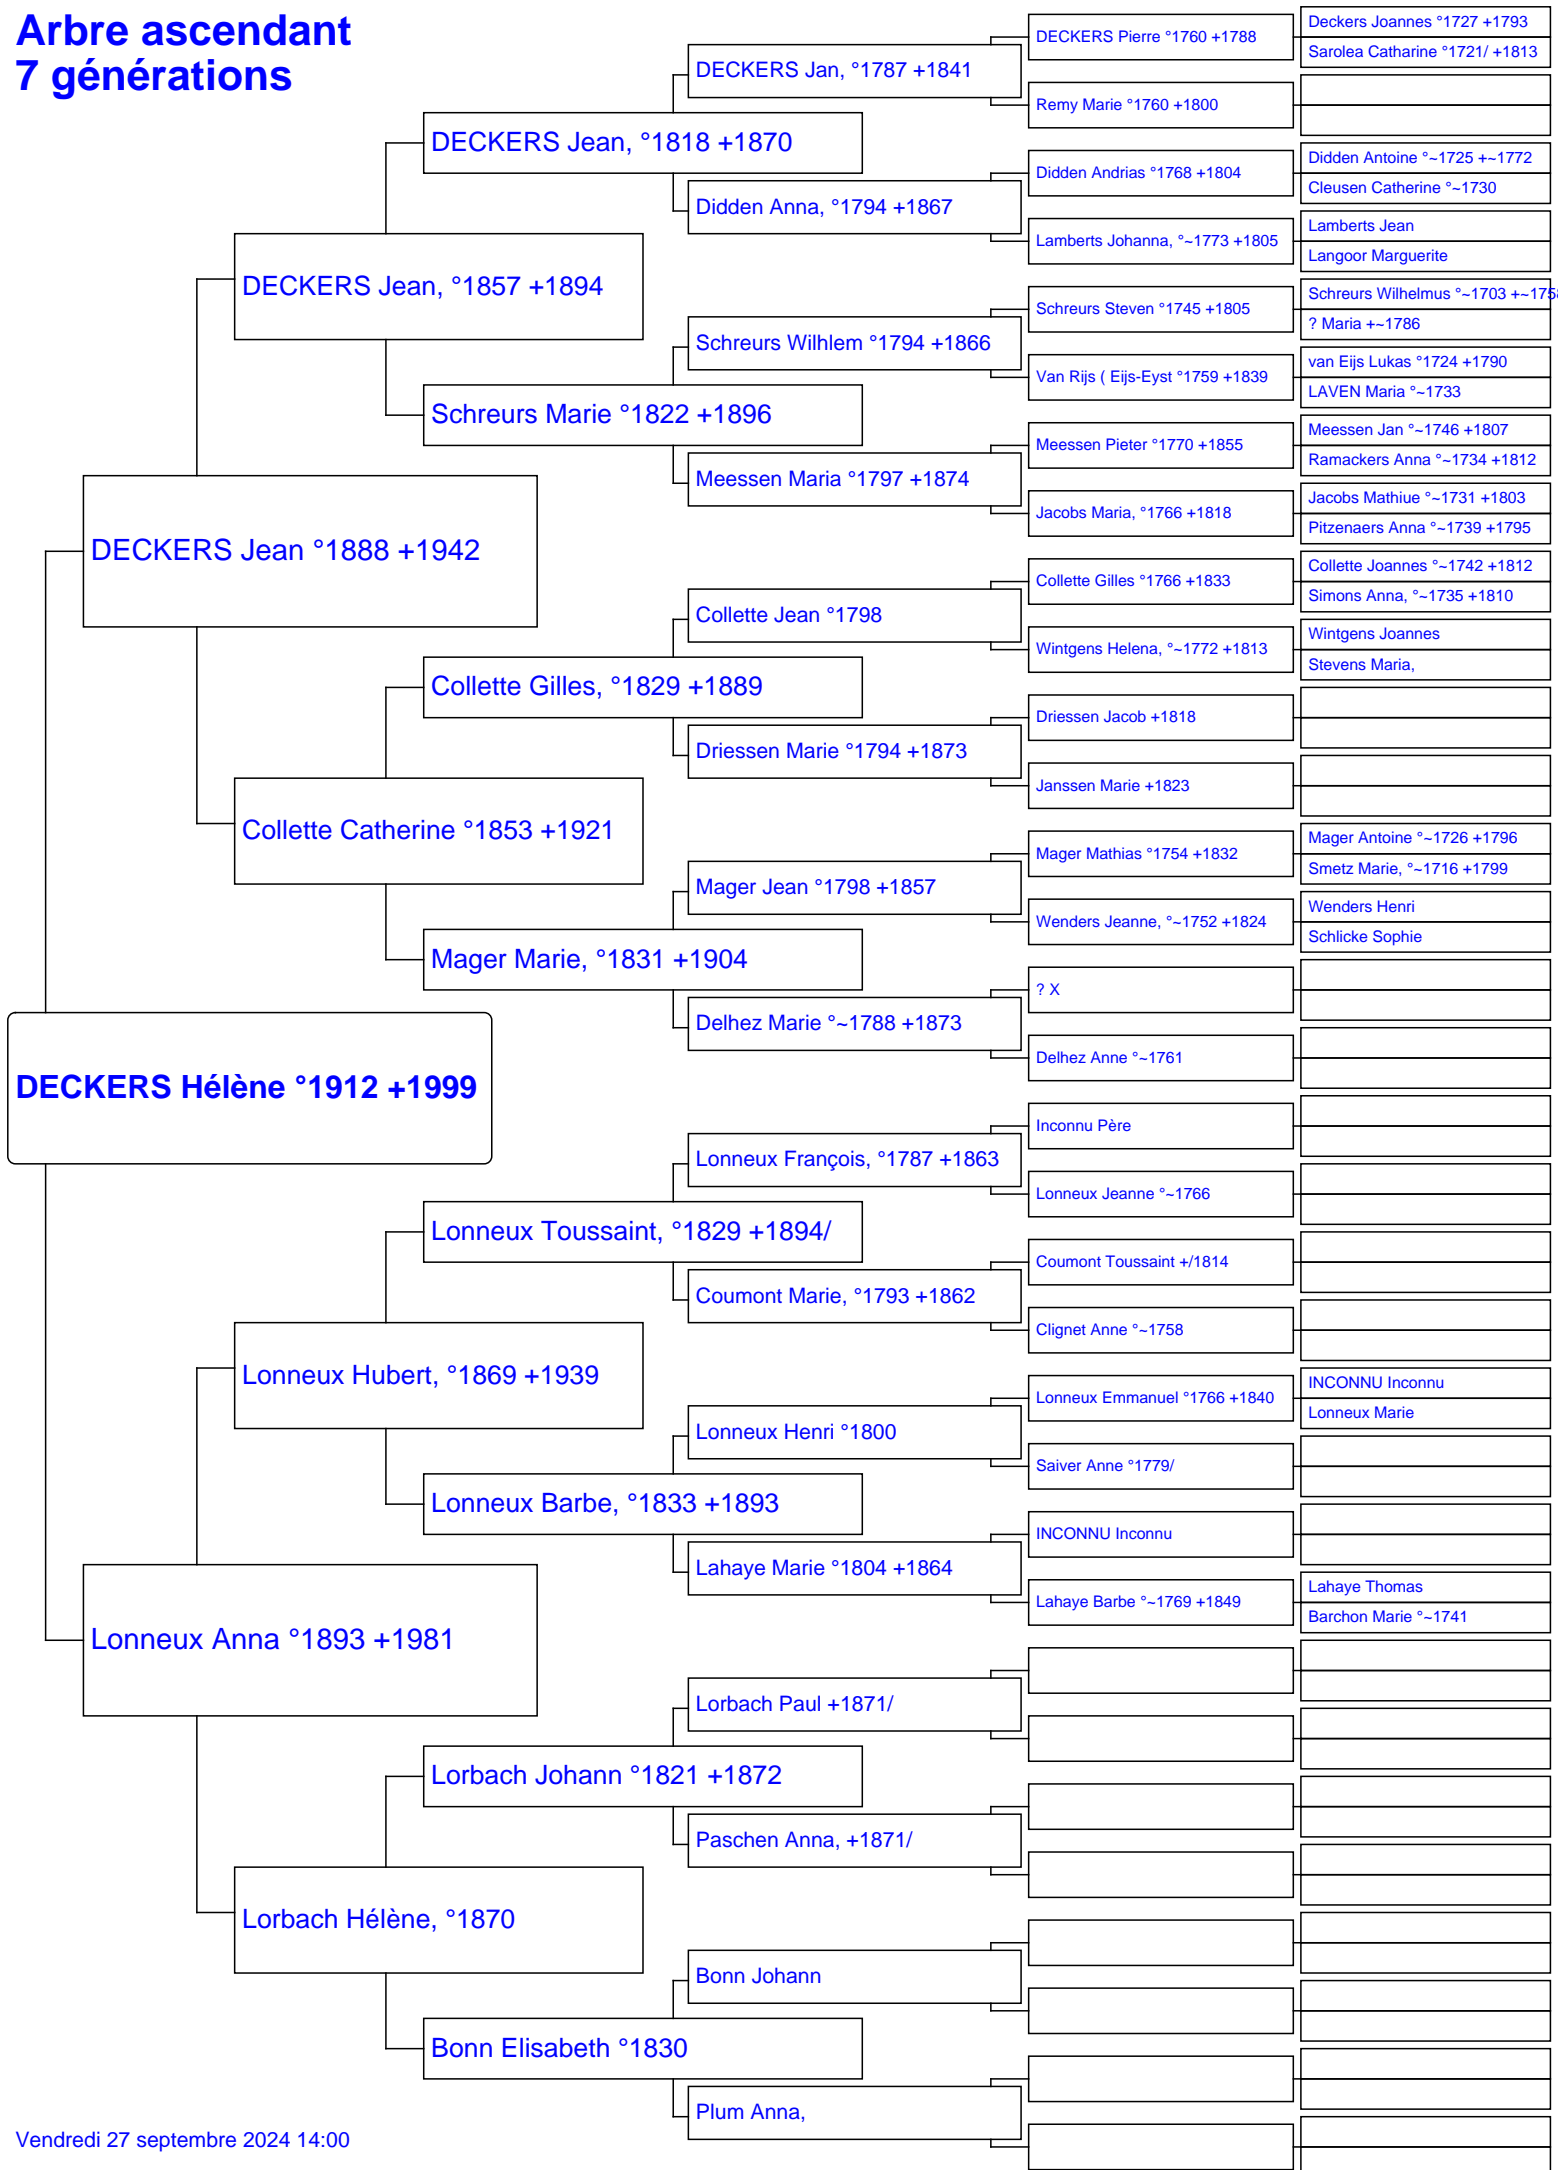 Arbre ascendant
7 générations
DECKERS Hélène °1912 +1999
DECKERS Jean °1888 +1942
Lonneux Anna °1893 +1981
DECKERS Jean, °1857 +1894
Collette Catherine °1853 +1921
Lonneux Hubert, °1869 +1939
Lorbach Hélène, °1870
DECKERS Jean, °1818 +1870
Schreurs Marie °1822 +1896
Collette Gilles, °1829 +1889
Mager Marie, °1831 +1904
Lonneux Toussaint, °1829 +1894/
Lonneux Barbe, °1833 +1893
Lorbach Johann °1821 +1872
Bonn Elisabeth °1830
DECKERS Jan, °1787 +1841
Didden Anna, °1794 +1867
Schreurs Wilhlem °1794 +1866
Meessen Maria °1797 +1874
Collette Jean °1798
Driessen Marie °1794 +1873
Mager Jean °1798 +1857
Delhez Marie °~1788 +1873
Lonneux François, °1787 +1863
Coumont Marie, °1793 +1862
Lonneux Henri °1800
Lahaye Marie °1804 +1864
Lorbach Paul +1871/
Paschen Anna, +1871/
Bonn Johann
Plum Anna,
DECKERS Pierre °1760 +1788
Remy Marie °1760 +1800
Didden Andrias °1768 +1804
Lamberts Johanna, °~1773 +1805
Schreurs Steven °1745 +1805
Van Rijs ( Eijs-Eyst °1759 +1839
Meessen Pieter °1770 +1855
Jacobs Maria, °1766 +1818
Collette Gilles °1766 +1833
Wintgens Helena, °~1772 +1813
Driessen Jacob +1818
Janssen Marie +1823
Mager Mathias °1754 +1832
Wenders Jeanne, °~1752 +1824
? X
Delhez Anne °~1761
Inconnu Père
Lonneux Jeanne °~1766
Coumont Toussaint +/1814
Clignet Anne °~1758
Lonneux Emmanuel °1766 +1840
Saiver Anne °1779/
INCONNU Inconnu
Lahaye Barbe °~1769 +1849
Deckers Joannes °1727 +1793
Sarolea Catharine °1721/ +1813
Didden Antoine °~1725 +~1772
Cleusen Catherine °~1730
Lamberts Jean
Langoor Marguerite
Schreurs Wilhelmus °~1703 +~1758
? Maria +~1786
van Eijs Lukas °1724 +1790
LAVEN Maria °~1733
Meessen Jan °~1746 +1807
Ramackers Anna °~1734 +1812
Jacobs Mathiue °~1731 +1803
Pitzenaers Anna °~1739 +1795
Collette Joannes °~1742 +1812
Simons Anna, °~1735 +1810
Wintgens Joannes
Stevens Maria,
Mager Antoine °~1726 +1796
Smetz Marie, °~1716 +1799
Wenders Henri
Schlicke Sophie
INCONNU Inconnu
Lonneux Marie
Lahaye Thomas
Barchon Marie °~1741
Vendredi 27 septembre 2024 14:00